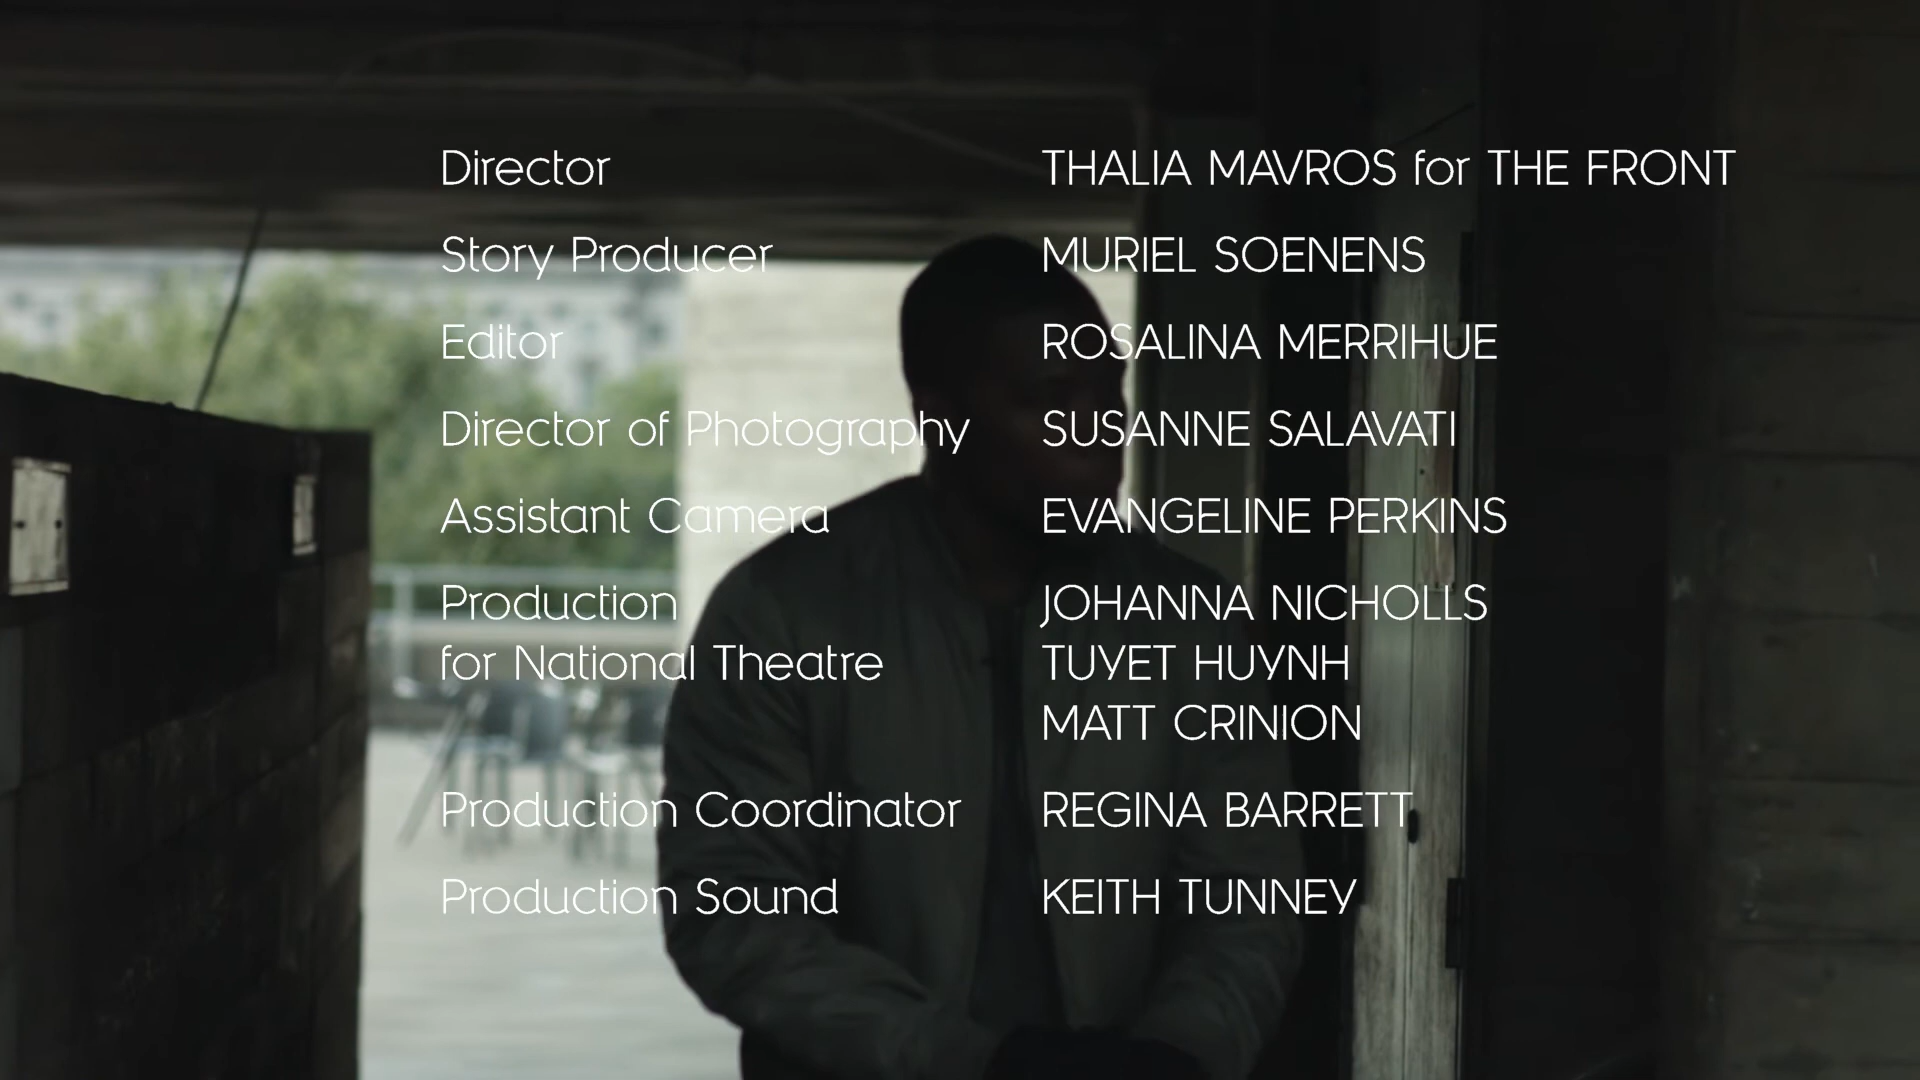 Director THALIA MAVROS for THE FRONT
Story Producer MURIEL SOENENS
Editor ROSALINA MERRIHUE
Director of Photography SUSANNE SALAVATI
Assistant Camera EVANGELINE PERKINS
Production JOHANNA NICHOLLS
for National Theatre TUYET HUYNH
MATT CRINION
Production Coordinator REGINA BARRETT
Production Sound KEITH TUNNEY